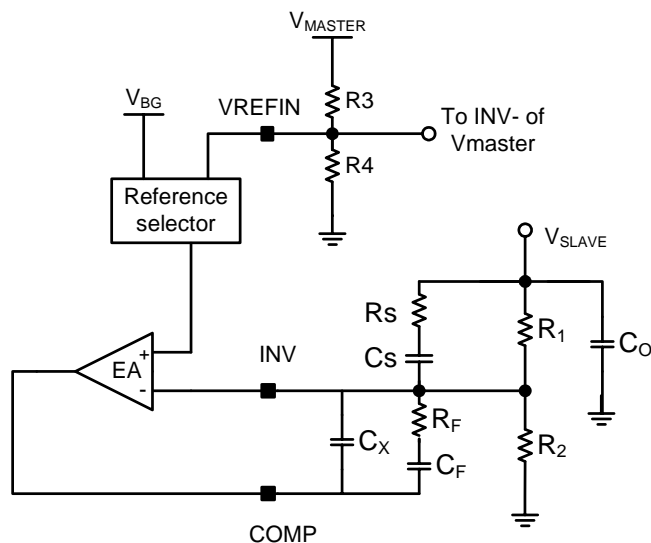 VMASTER
R3
VBG
VREFIN
To INV- of
Vmaster
R4
Reference
selector
VSLAVE
Rs
R1
Cs
CO
INV
+
EA
-
RF
R2
CX
CF
COMP